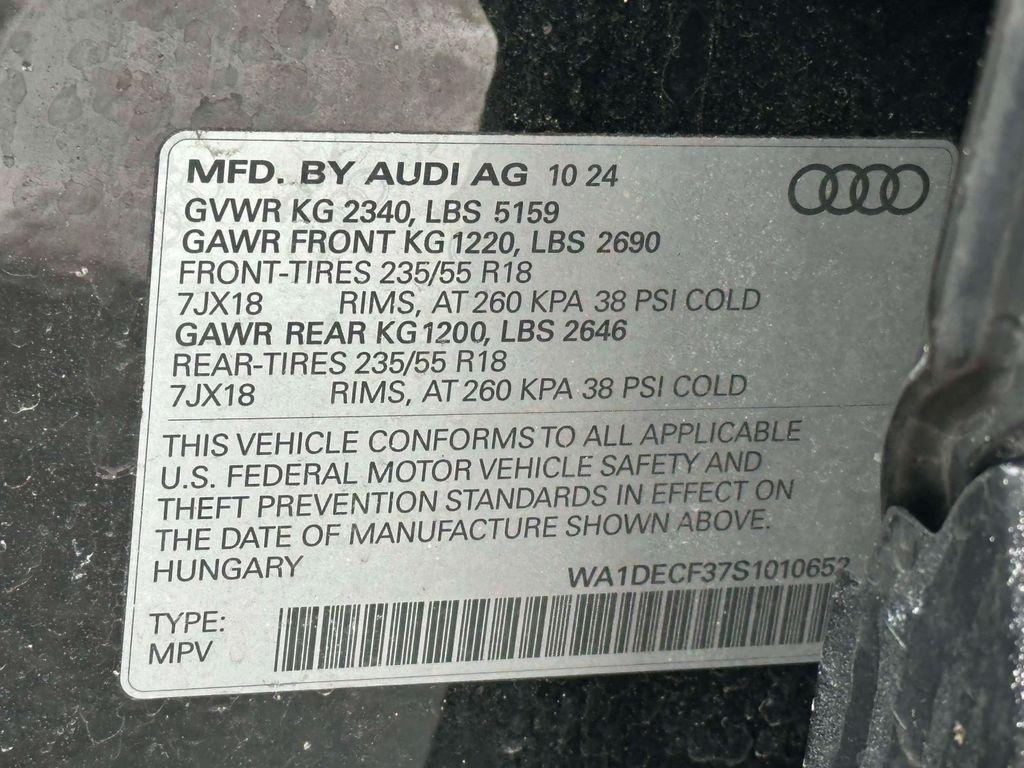 MFD. BY AUDI AG 10 24
GVWR KG 2340, LBS 5159
GAWR FRONT KG 1220, LBS 2690
FRONT-TIRES 235/55 R18
7JX18 RIMS, AT 260 KPA 38 PSI COLD
GAWR REAR KG 1200, LBS 2646
REAR-TIRES 235/55 R18
7JX18 RIMS, AT 260 KPA 38 PSI COLD
THIS VEHICLE CONFORMS TO ALL APPLICABLE
U.S. FEDERAL MOTOR VEHICLE SAFETY AND
THEFT PREVENTION STANDARDS IN EFFECT ON
THE DATE OF MANUFACTURE SHOWN ABOVE.
HUNGARY
WA1DECF37S1010652
TYPE:
MPV